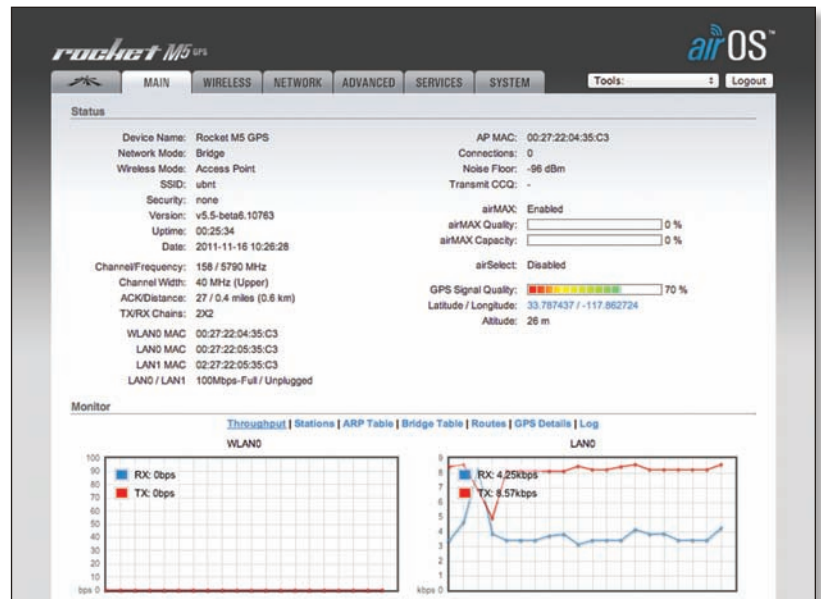 rocket M5 GPS
airOS™
MAIN WIRELESS NETWORK ADVANCED SERVICES SYSTEM Tools: Logout
Status
Device Name: Rocket M5 GPS
Network Mode: Bridge
Wireless Mode: Access Point
SSID: ubnt
Security: none
Version: v5.5-beta6.10763
Uptime: 00:25:34
Date: 2011-11-16 10:26:28
Channel/Frequency: 158 / 5790 MHz
Channel Width: 40 MHz (Upper)
ACK/Distance: 27 / 0.4 miles (0.6 km)
TX/RX Chains: 2X2
WLAN0 MAC 00:27:22:04:35:C3
LAN0 MAC 00:27:22:05:35:C3
LAN1 MAC 02:27:22:05:35:C3
LAN0 / LAN1 100Mbps-Full / Unplugged
AP MAC: 00:27:22:04:35:C3
Connections: 0
Noise Floor: -96 dBm
Transmit CCQ: -
airMAX: Enabled
airMAX Quality: 0 %
airMAX Capacity: 0 %
airSelect: Disabled
GPS Signal Quality: 70 %
Latitude / Longitude: 33.787437 / -117.862724
Altitude: 26 m
Monitor
Throughput | Stations | ARP Table | Bridge Table | Routes | GPS Details | Log
WLAN0
100
90
80
70
60
50
40
30
20
10
bps 0
RX: 0bps
TX: 0bps
LAN0
9
8
7
6
5
4
3
2
1
kbps 0
RX: 4.25kbps
TX: 8.57kbps